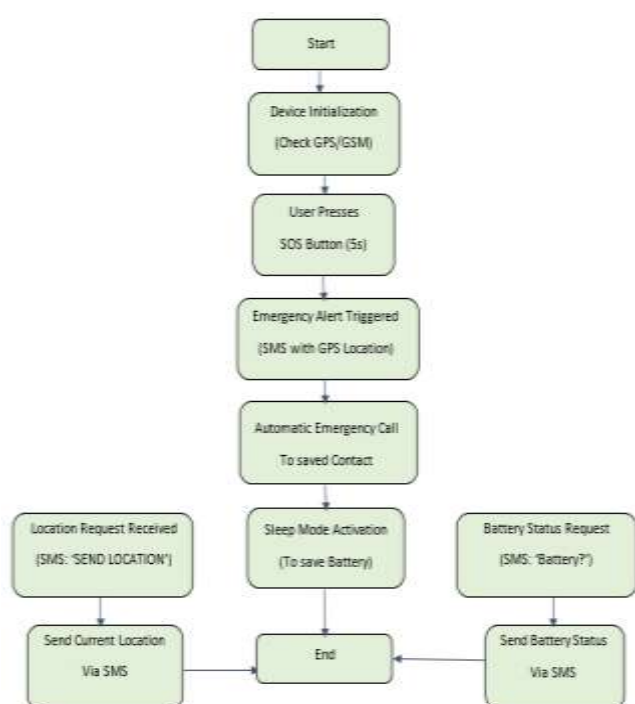 Start
Device Initialization
(Check GPS/GSM)
User Presses
SOS Button (5s)
Emergency Alert Triggered
(SMS with GPS Location)
Automatic Emergency Call
To saved Contact
Location Request Received
(SMS: "SEND LOCATION")
Sleep Mode Activation
(To save Battery)
Battery Status Request
(SMS: "Battery?")
Send Current Location
Via SMS
End
Send Battery Status
Via SMS